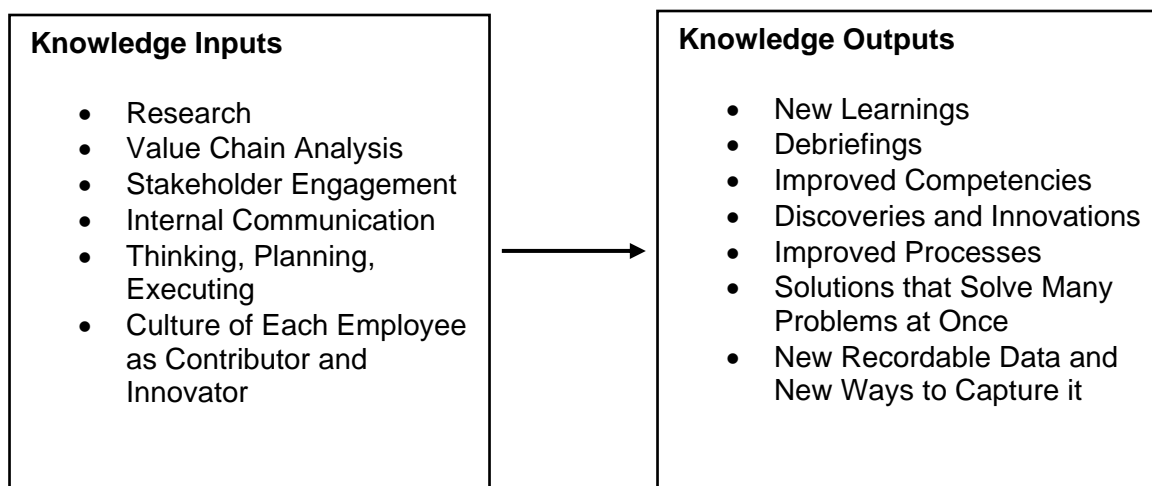 Knowledge Inputs
• Research
• Value Chain Analysis
• Stakeholder Engagement
• Internal Communication
• Thinking, Planning,
Executing
• Culture of Each Employee
as Contributor and
Innovator
Knowledge Outputs
• New Learnings
• Debriefings
• Improved Competencies
• Discoveries and Innovations
• Improved Processes
• Solutions that Solve Many
Problems at Once
• New Recordable Data and
New Ways to Capture it